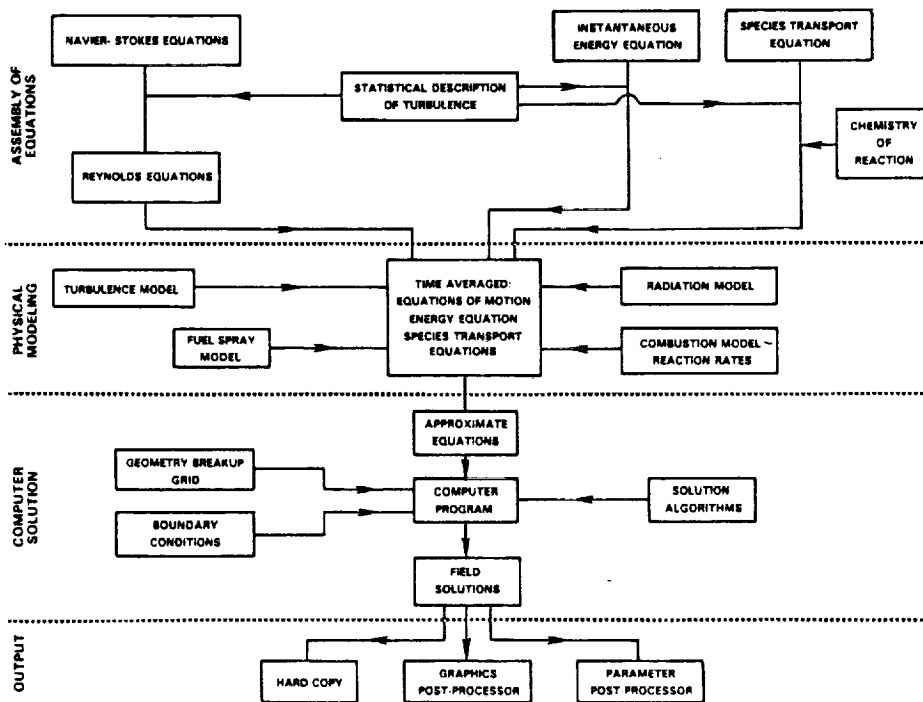 ASSEMBLY OF
EQUATIONS
NAVIER-STOKES EQUATIONS
INSTANTANEOUS
ENERGY EQUATION
SPECIES TRANSPORT
EQUATION
STATISTICAL DESCRIPTION
OF TURBULENCE
CHEMISTRY
OF
REACTION
REYNOLDS EQUATIONS
PHYSICAL
MODELING
TURBULENCE MODEL
FUEL SPRAY
MODEL
TIME AVERAGED:
EQUATIONS OF MOTION
ENERGY EQUATION
SPECIES TRANSPORT
EQUATIONS
RADIATION MODEL
COMBUSTION MODEL ~
REACTION RATES
COMPUTER
SOLUTION
APPROXIMATE
EQUATIONS
GEOMETRY BREAKUP
GRID
COMPUTER
PROGRAM
SOLUTION
ALGORITHMS
BOUNDARY
CONDITIONS
FIELD
SOLUTIONS
OUTPUT
HARD COPY
GRAPHICS
POST-PROCESSOR
PARAMETER
POST-PROCESSOR